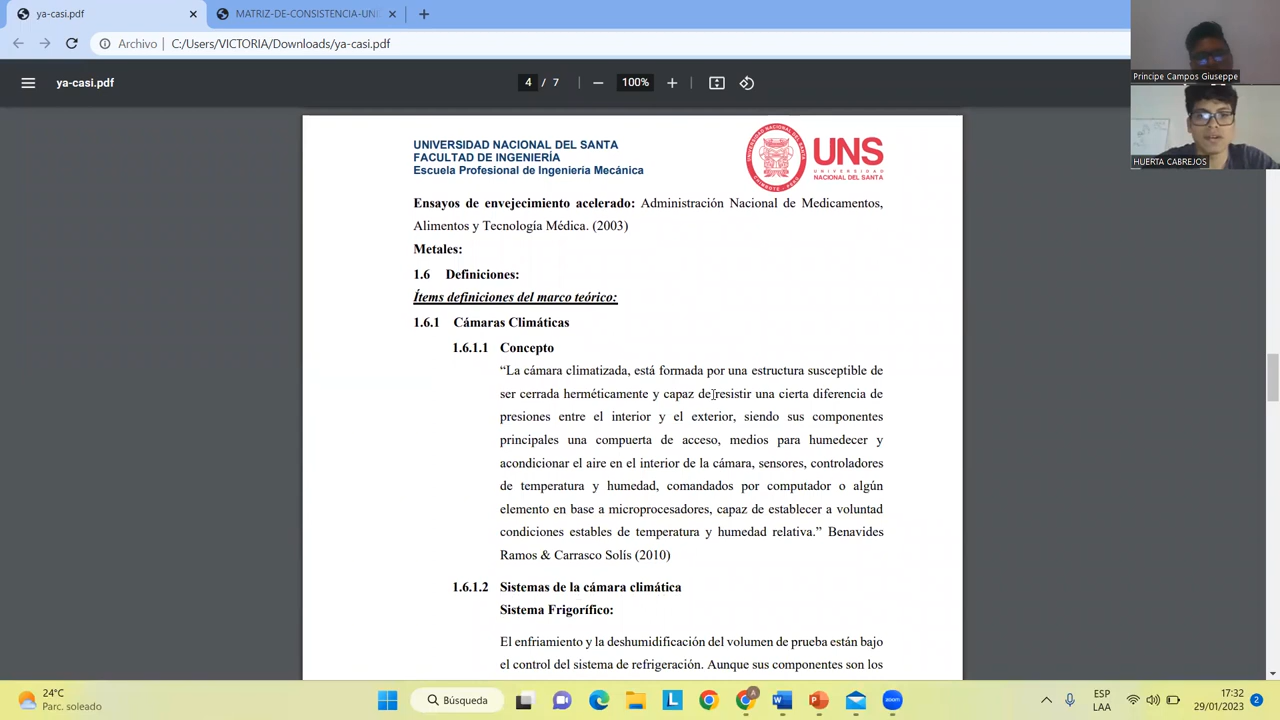 ya-casi.pdf
MATRIZ-DE-CONSISTENCIA-UNI
Archivo
C:/Users/VICTORIA/Downloads/ya-casi.pdf
ya-casi.pdf
4 / 7
100%
Principe Campos Giuseppe
HUERTA CABREJOS
UNIVERSIDAD NACIONAL DEL SANTA
FACULTAD DE INGENIERÍA
Escuela Profesional de Ingeniería Mecánica
UNS
UNIVERSIDAD
NACIONAL DEL SANTA
Ensayos de envejecimiento acelerado: Administración Nacional de Medicamentos,
Alimentos y Tecnología Médica. (2003)
Metales:
1.6 Definiciones:
Ítems definiciones del marco teórico:
1.6.1 Cámaras Climáticas
1.6.1.1 Concepto
“La cámara climatizada, está formada por una estructura susceptible de
ser cerrada herméticamente y capaz de resistir una cierta diferencia de
presiones entre el interior y el exterior, siendo sus componentes
principales una compuerta de acceso, medios para humedecer y
acondicionar el aire en el interior de la cámara, sensores, controladores
de temperatura y humedad, comandados por computador o algún
elemento en base a microprocesadores, capaz de establecer a voluntad
condiciones estables de temperatura y humedad relativa.” Benavides
Ramos & Carrasco Solís (2010)
1.6.1.2 Sistemas de la cámara climática
Sistema Frigorífico:
El enfriamiento y la deshumidificación del volumen de prueba están bajo
el control del sistema de refrigeración. Aunque sus componentes son los
24°C
Parc. soleado
Búsqueda
ESP
LAA
17:32
29/01/2023
2